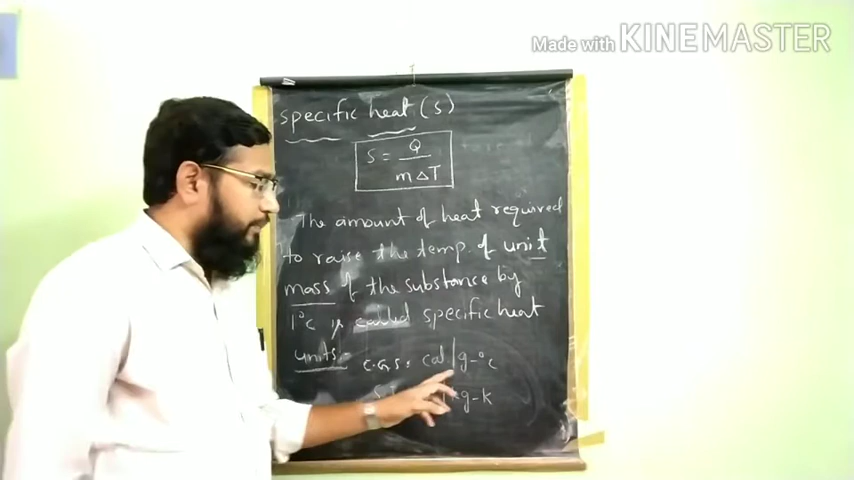 Made with KINEMASTER
specific heat (s)
S = Q / m△T
The amount of heat required
to raise the temp. of unit
mass of the substance by
1°c is called specific heat
units:- C.G.S: cal/g-°c
kg-k